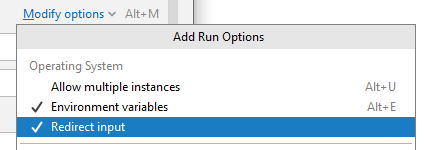 Modify options Alt+M
Add Run Options
Operating System
Allow multiple instances Alt+U
Environment variables Alt+E
Redirect input